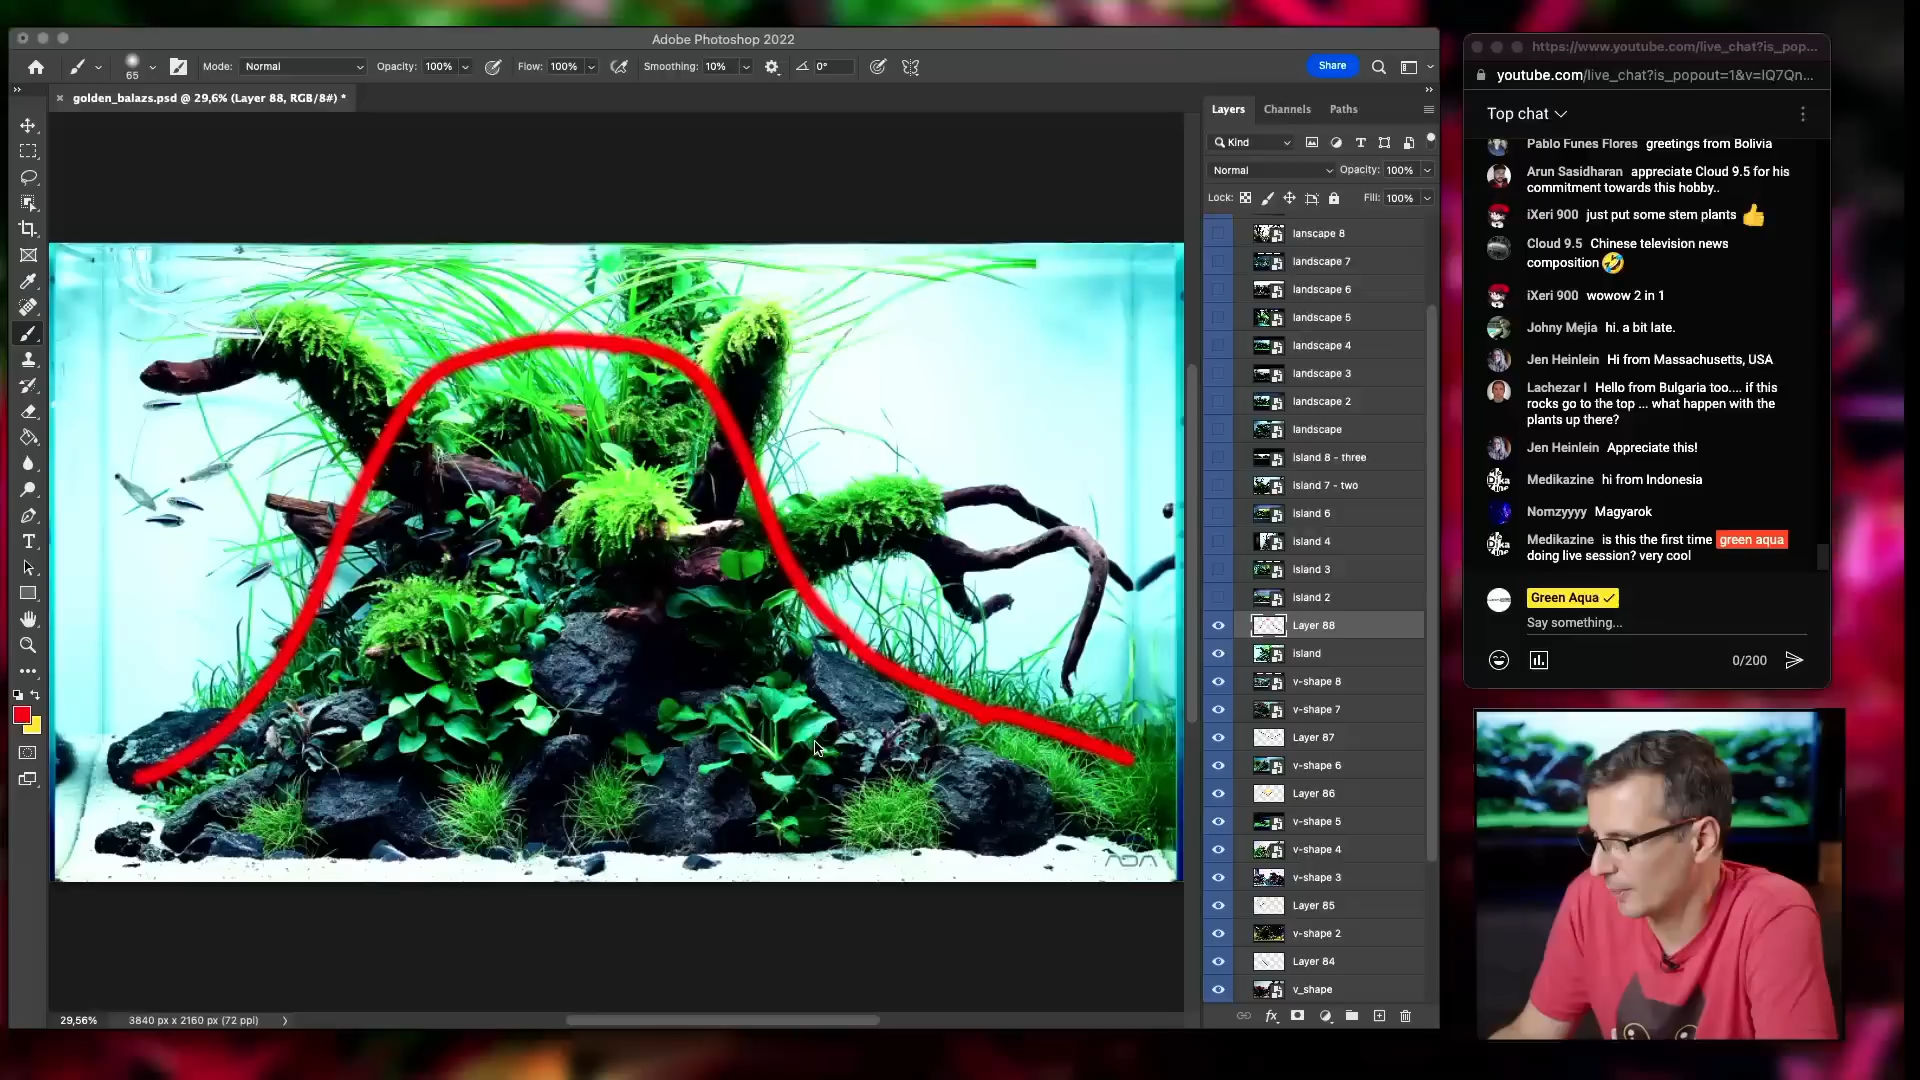 Adobe Photoshop 2022
65
Mode: Normal
Opacity: 100%
Flow: 100%
Smoothing: 10%
0°
Share
golden_balazs.psd @ 29,6% (Layer 88, RGB/8#) *
Layers
Channels
Paths
Kind
Normal
Opacity: 100%
Lock:
Fill: 100%
lanscape 8
landscape 7
landscape 6
landscape 5
landscape 4
landscape 3
landscape 2
landscape
island 8 - three
island 7 - two
island 6
island 4
island 3
island 2
Layer 88
island
v-shape 8
v-shape 7
Layer 87
v-shape 6
Layer 86
v-shape 5
v-shape 4
v-shape 3
Layer 85
v-shape 2
Layer 84
v_shape
ADA
29,56%
3840 px x 2160 px (72 ppi)
https://www.youtube.com/live_chat?is_pop...
youtube.com/live_chat?is_popout=1&v=IQ7Qn...
Top chat
Pablo Funes Flores greetings from Bolivia
Arun Sasidharan appreciate Cloud 9.5 for his
commitment towards this hobby..
iXeri 900 just put some stem plants 👍
Cloud 9.5 Chinese television news
composition 🤣
iXeri 900 wowow 2 in 1
Johny Mejia hi. a bit late.
Jen Heinlein Hi from Massachusetts, USA
Lachezar I Hello from Bulgaria too.... if this
rocks go to the top ... what happen with the
plants up there?
Jen Heinlein Appreciate this!
Medikazine hi from Indonesia
Nomzyyyy Magyarok
Medikazine is this the first time green aqua
doing live session? very cool
Green Aqua
Say something...
0/200